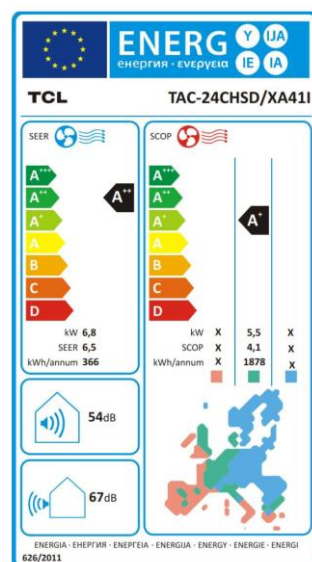 ENERG Y IJA
енергия · ενεργεια IE IA
TCL TAC-24CHSD/XA41I
SEER SCOP
A+++ A+++
A++ A++ A++
A+ A+ A+
A A
B B
C C
D D
kW 6,8 kW X 5,5 X
SEER 6,5 SCOP X 4,1 X
kWh/annum 366 kWh/annum X 1878 X
54dB
67dB
ENERGIA · ЕНЕРГИЯ · ΕΝΕΡΓΕΙΑ · ENERGIJA · ENERGY · ENERGIE · ENERGI
626/2011